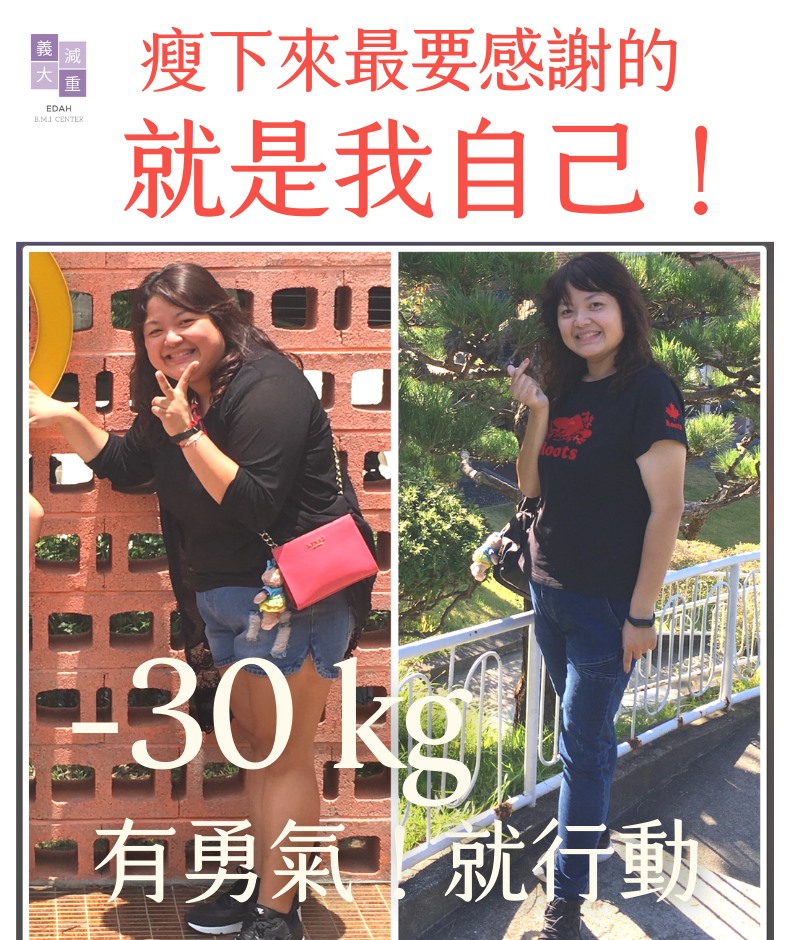 義 減
大 重
EDAH
B.M.I CENTER
瘦下來最要感謝的
就是我自己！
Roots
-30 kg
有勇氣！就行動